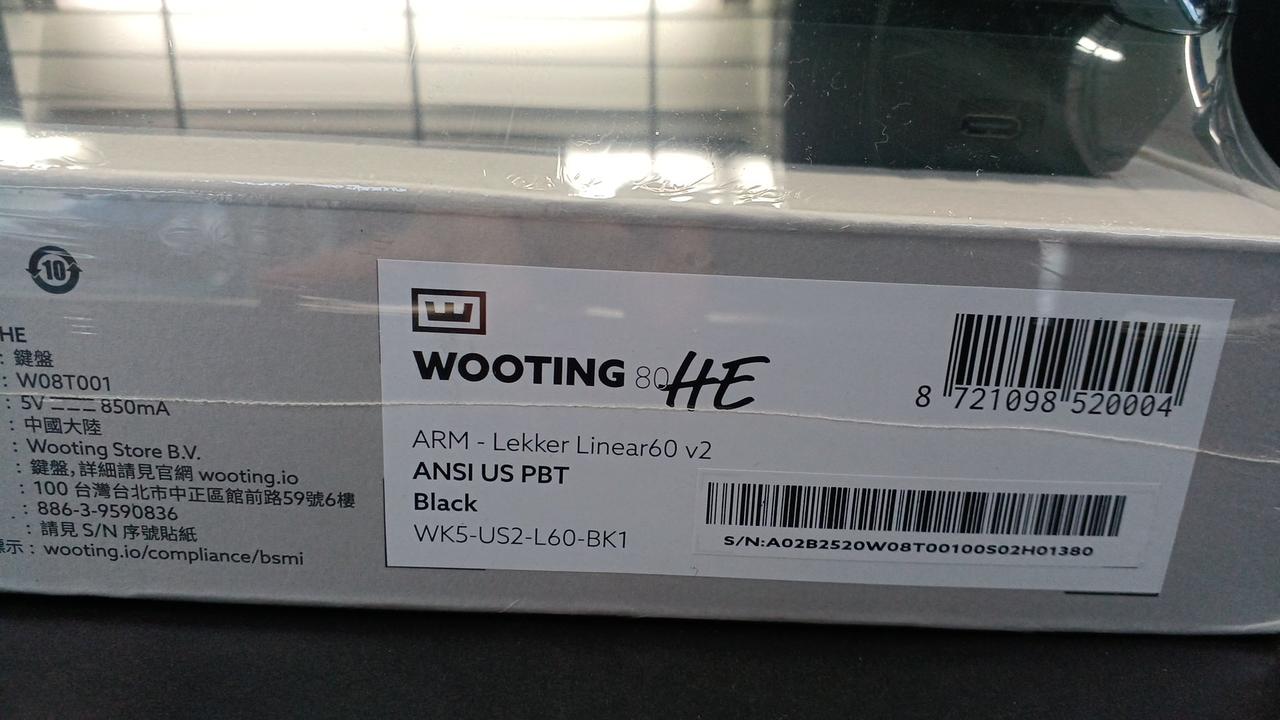 10
HE
: 鍵盤
: W08T001
: 5V 850mA
: 中國大陸
: Wooting Store B.V.
: 鍵盤, 詳細請見官網 wooting.io
: 100 台灣台北市中正區館前路59號6樓
: 886-3-9590836
: 請見 S/N 序號貼紙
示 : wooting.io/compliance/bsmi
WOOTING 80HE
ARM - Lekker Linear60 v2
ANSI US PBT
Black
WK5-US2-L60-BK1
8 721098 520004
S/N:A02B2520W08T00100S02H01380